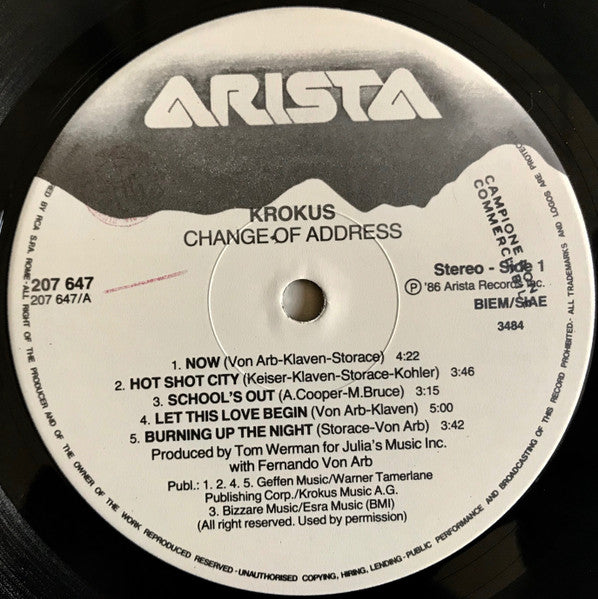 ARISTA
KROKUS
CHANGE OF ADDRESS
207 647
207 647/A
Stereo - Side 1
Ⓟ '86 Arista Records Inc.
BIEM/SIAE
3484
CAMPIONE NON
COMMERCIABILE
1. NOW (Von Arb-Klaven-Storace) 4:22
2. HOT SHOT CITY (Keiser-Klaven-Storace-Kohler) 3:46
3. SCHOOL'S OUT (A.Cooper-M.Bruce) 3:15
4. LET THIS LOVE BEGIN (Von Arb-Klaven) 5:00
5. BURNING UP THE NIGHT (Storace-Von Arb) 3:42
Produced by Tom Werman for Julia's Music Inc.
with Fernando Von Arb
Publ.: 1. 2. 4. 5. Geffen Music/Warner Tamerlane
Publishing Corp./Krokus Music A.G.
3. Bizzare Music/Esra Music (BMI)
(All right reserved. Used by permission)
BY RCA S.P.A. ROME - ALL RIGHT OF THE PRODUCER AND OF THE OWNER OF THE WORK REPRODUCED RESERVED - UNAUTHORISED COPYING, HIRING, LENDING - PUBLIC PERFORMANCE AND BROADCASTING OF THIS RECORD PROHIBITED.- ALL TRADEMARKS AND LOGOS ARE